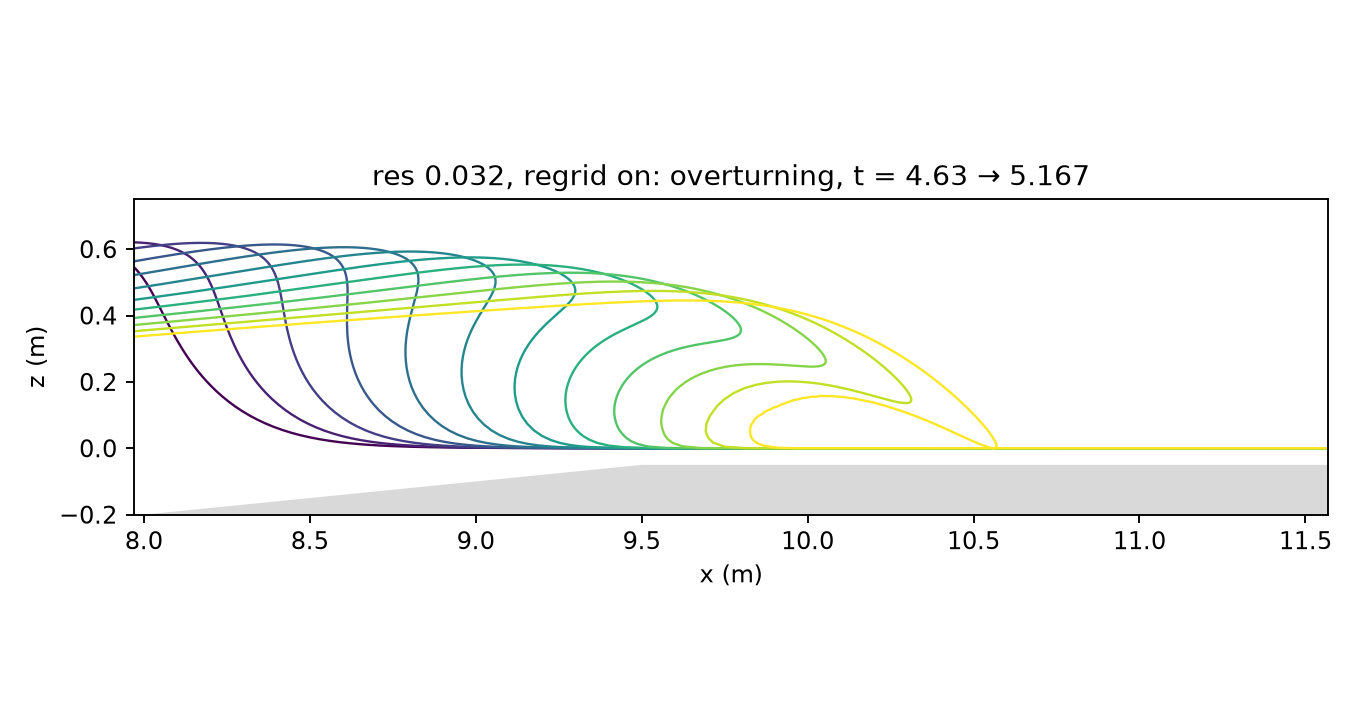 res 0.032, regrid on: overturning, t = 4.63 → 5.167
z (m)
0.6
0.4
0.2
0.0
−0.2
8.0 8.5 9.0 9.5 10.0 10.5 11.0 11.5
x (m)